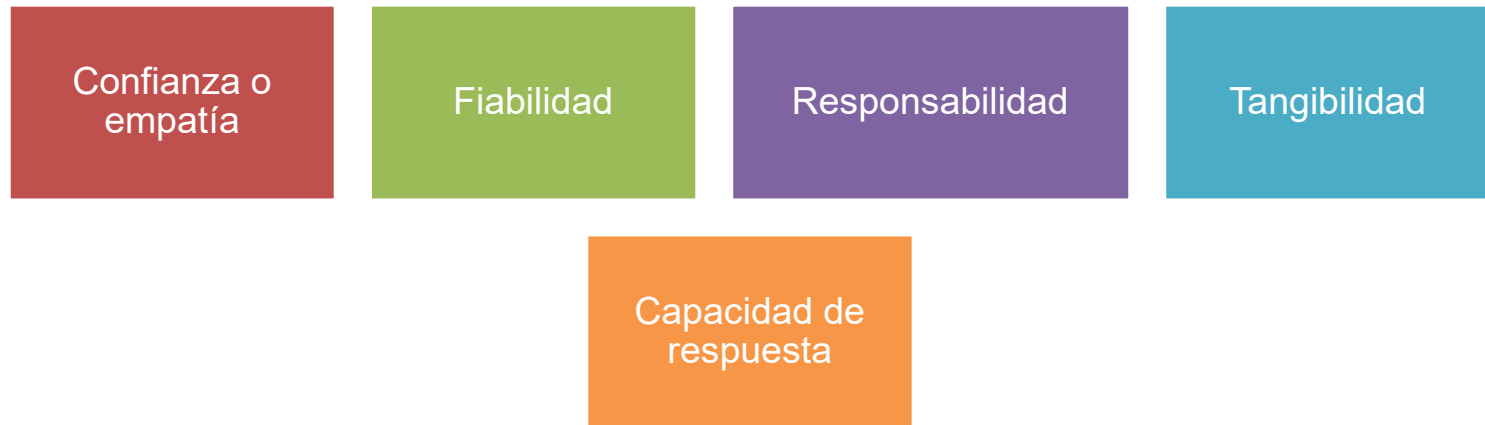 Confianza o
empatía
Fiabilidad
Responsabilidad
Tangibilidad
Capacidad de
respuesta